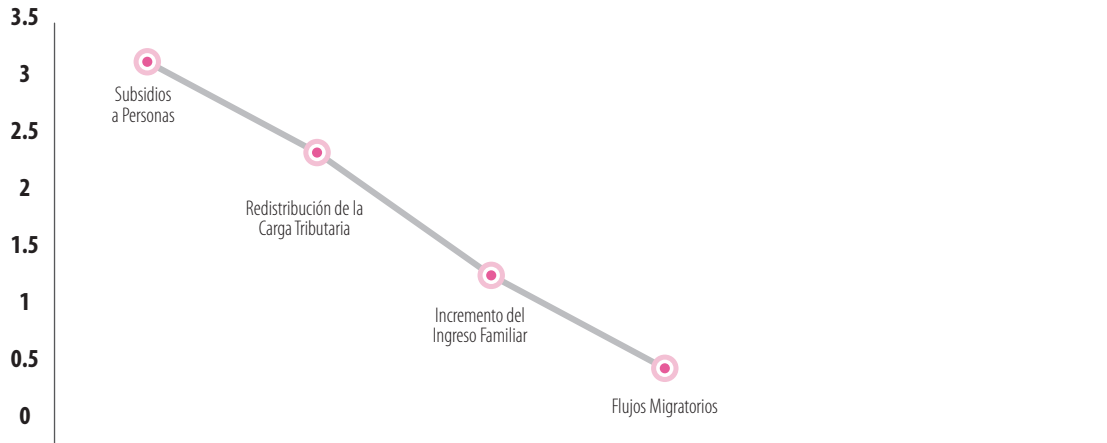 3.5
3
Subsidios
a Personas
2.5
2
Redistribución de la
Carga Tributaria
1.5
1
Incremento del
Ingreso Familiar
0.5
Flujos Migratorios
0